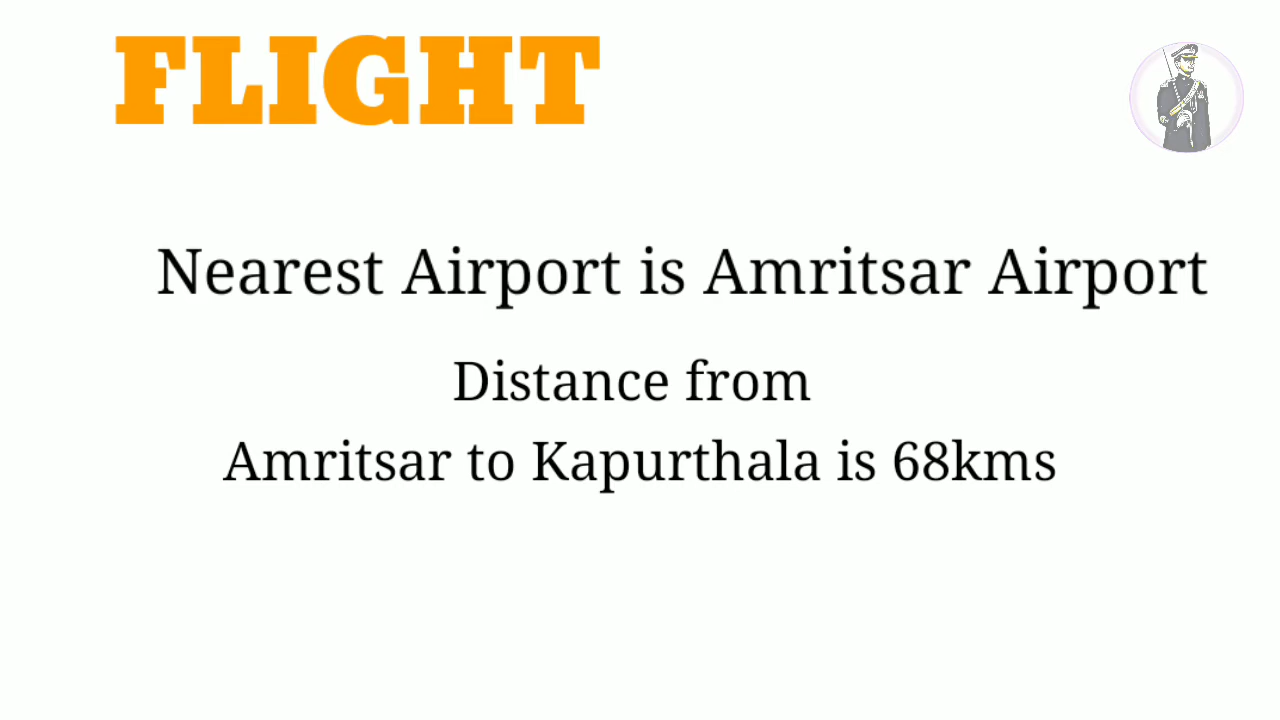 FLIGHT
Nearest Airport is Amritsar Airport
Distance from
Amritsar to Kapurthala is 68kms